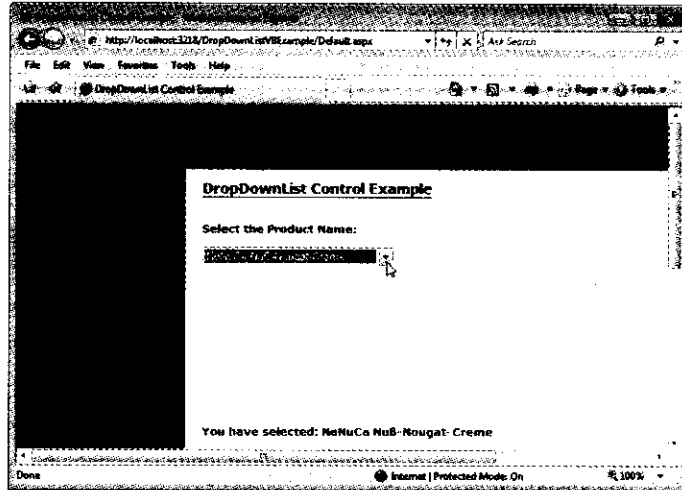 http://localhost:3218/DropDownListVBExample/Default.aspx
Ask Search
File Edit View Favorites Tools Help
DropDownList Control Example
Page Tools
DropDownList Control Example
Select the Product Name:
You have selected: NuNuCa Nuß-Nougat-Creme
Done
Internet | Protected Mode: On
100%